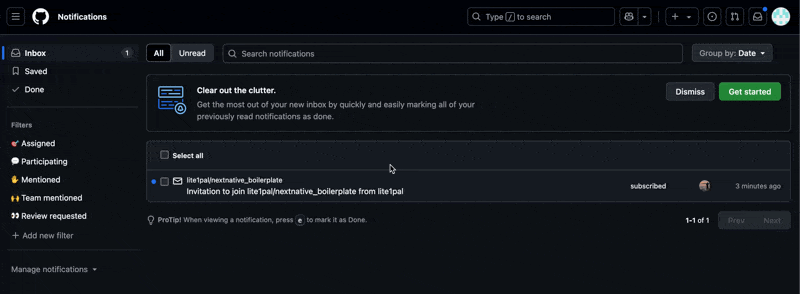 Notifications
Type / to search
Inbox 1
Saved
Done
Filters
Assigned
Participating
Mentioned
Team mentioned
Review requested
Add new filter
Manage notifications
All Unread
Search notifications
Group by: Date
Clear out the clutter.
Get the most out of your new inbox by quickly and easily marking all of your
previously read notifications as done.
Dismiss
Get started
Select all
lite1pal/nextnative_boilerplate
Invitation to join lite1pal/nextnative_boilerplate from lite1pal
subscribed
3 minutes ago
ProTip! When viewing a notification, press e to mark it as Done.
1-1 of 1
Prev Next